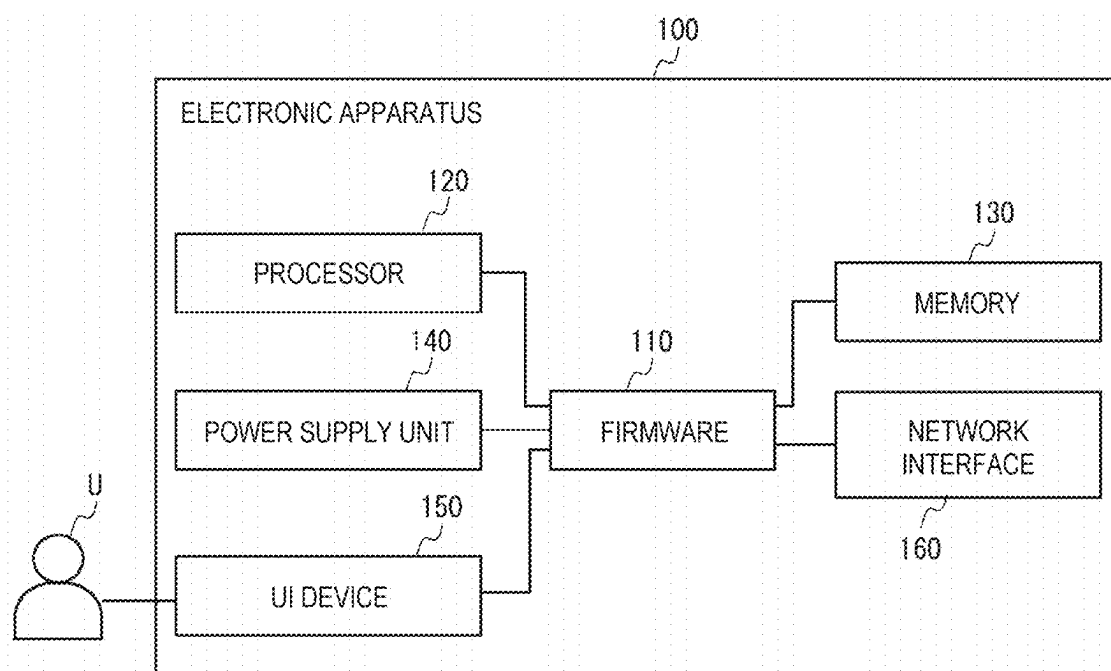 100
ELECTRONIC APPARATUS
120
PROCESSOR
130
MEMORY
140
POWER SUPPLY UNIT
110
FIRMWARE
NETWORK
INTERFACE
160
U
150
UI DEVICE